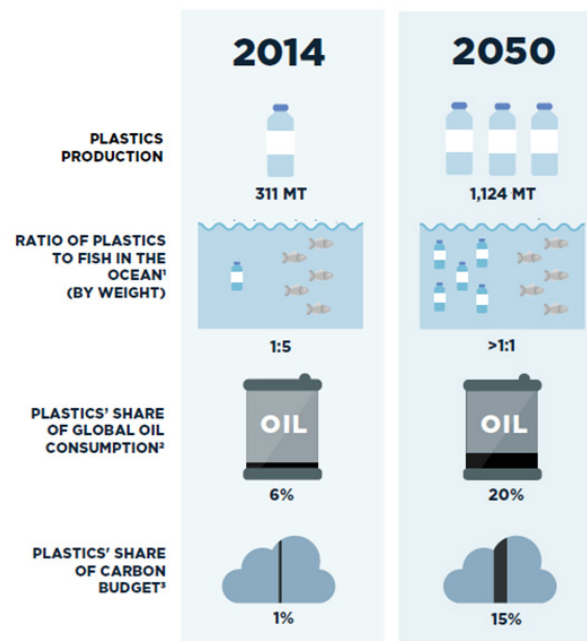 2014
2050
PLASTICS
PRODUCTION
311 MT
1,124 MT
RATIO OF PLASTICS
TO FISH IN THE
OCEAN¹
(BY WEIGHT)
1:5
>1:1
PLASTICS' SHARE
OF GLOBAL OIL
CONSUMPTION²
OIL
OIL
6%
20%
PLASTICS' SHARE
OF CARBON
BUDGET³
1%
15%